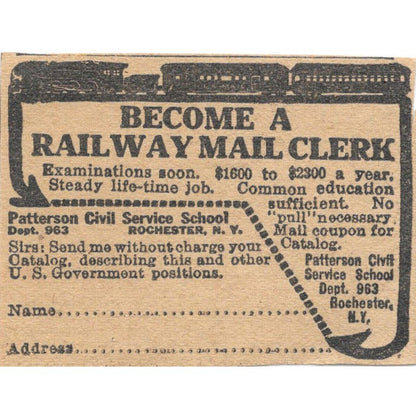 BECOME A
RAILWAY MAIL CLERK
Examinations soon. $1600 to $2300 a year.
Steady life-time job. Common education
sufficient. No
"pull" necessary.
Mail coupon for
Catalog.
Patterson Civil Service School
Dept. 963 ROCHESTER, N. Y.
Sirs: Send me without charge your
Catalog, describing this and other
U. S. Government positions.
Name
Address
Patterson Civil
Service School
Dept. 963
Rochester,
N.Y.